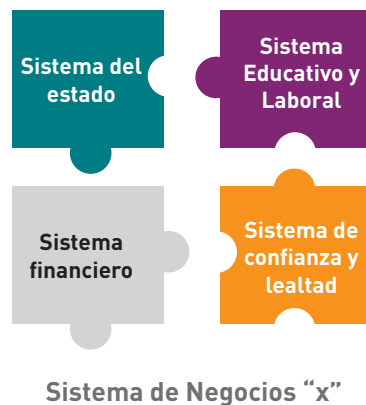 Sistema del
estado
Sistema
Educativo y
Laboral
Sistema
financiero
Sistema de
confianza y
lealtad
Sistema de Negocios “x”